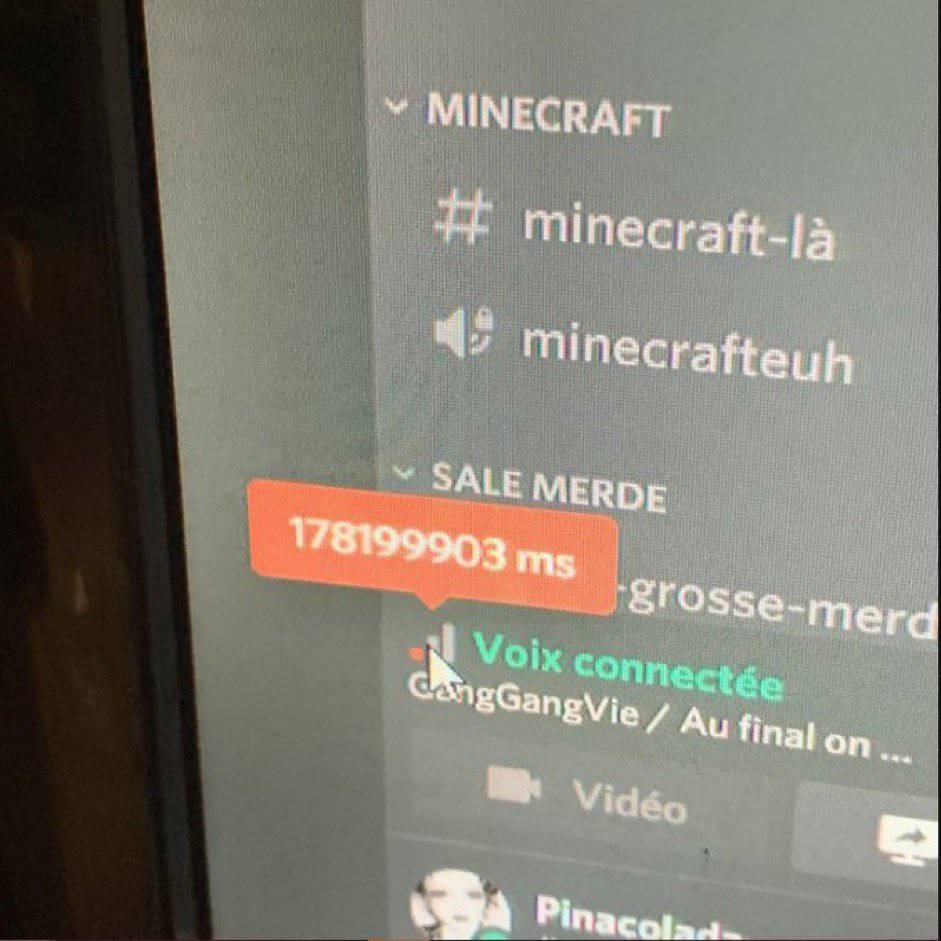 MINECRAFT
# minecraft-là
minecrafteuh
SALE MERDE
178199903 ms
-grosse-merd
Voix connectée
GangGangVie / Au final on ...
Vidéo
Pinacolada